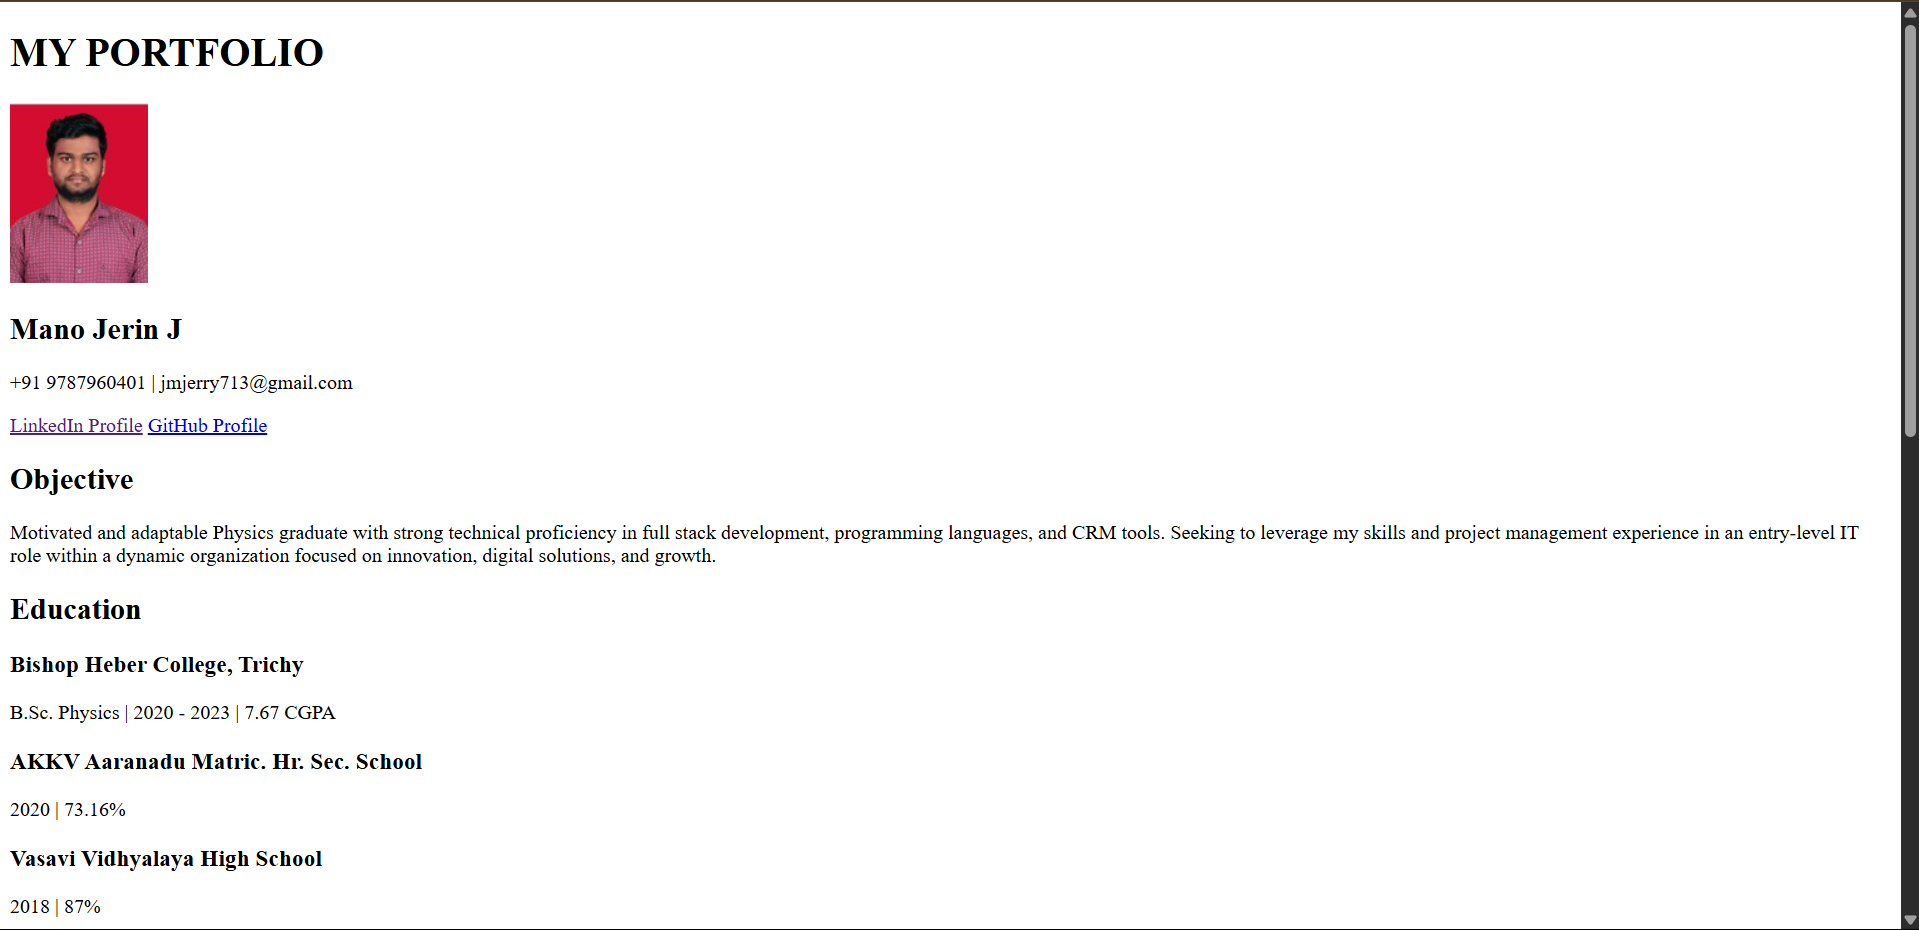 MY PORTFOLIO
Mano Jerin J
+91 9787960401 | jmjerry713@gmail.com
LinkedIn Profile GitHub Profile
Objective
Motivated and adaptable Physics graduate with strong technical proficiency in full stack development, programming languages, and CRM tools. Seeking to leverage my skills and project management experience in an entry-level IT
role within a dynamic organization focused on innovation, digital solutions, and growth.
Education
Bishop Heber College, Trichy
B.Sc. Physics | 2020 - 2023 | 7.67 CGPA
AKKV Aaranadu Matric. Hr. Sec. School
2020 | 73.16%
Vasavi Vidhyalaya High School
2018 | 87%